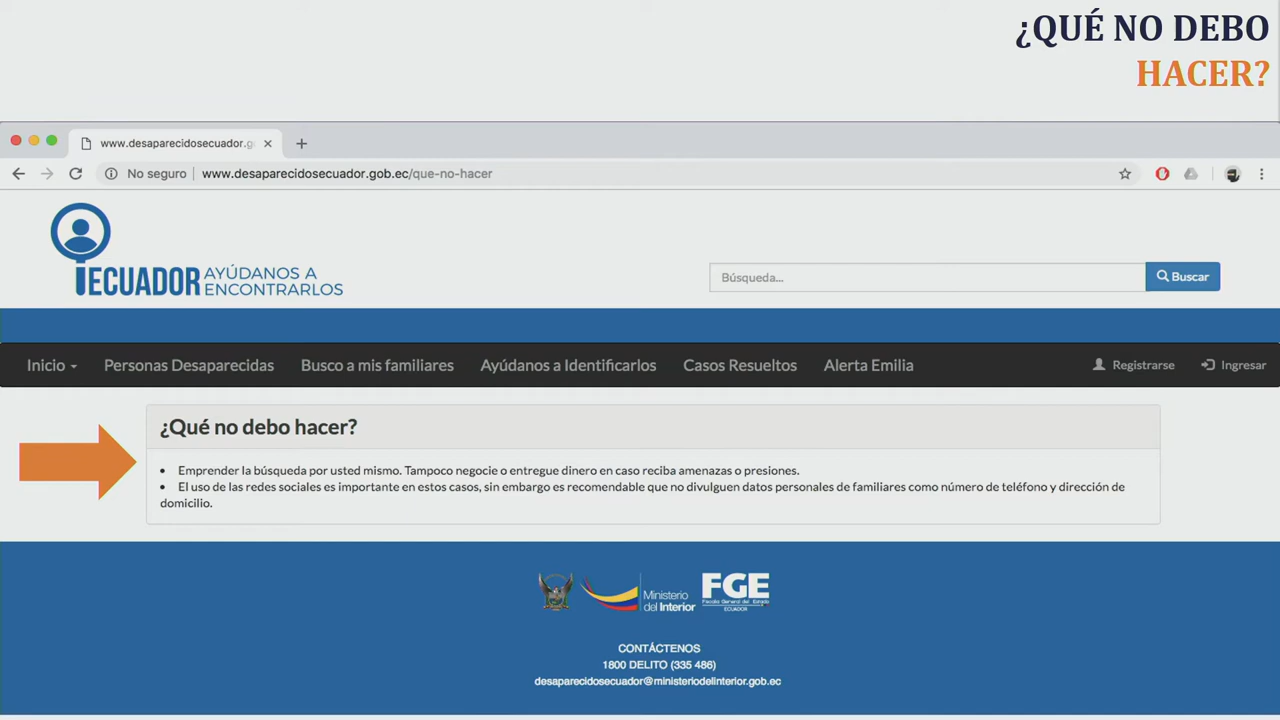 ¿QUÉ NO DEBO
HACER?
www.desaparecidosecuador.g
No seguro
www.desaparecidosecuador.gob.ec/que-no-hacer
ECUADOR AYÚDANOS A
ENCONTRARLOS
Búsqueda...
Buscar
Inicio Personas Desaparecidas Busco a mis familiares Ayúdanos a Identificarlos Casos Resueltos Alerta Emilia Registrarse Ingresar
¿Qué no debo hacer?
• Emprender la búsqueda por usted mismo. Tampoco negocie o entregue dinero en caso reciba amenazas o presiones.
• El uso de las redes sociales es importante en estos casos, sin embargo es recomendable que no divulguen datos personales de familiares como número de teléfono y dirección de
domicilio.
Ministerio
del Interior
FGE
Fiscalía General del Estado
ECUADOR
CONTÁCTENOS
1800 DELITO (335 486)
desaparecidosecuador@ministeriodelinterior.gob.ec